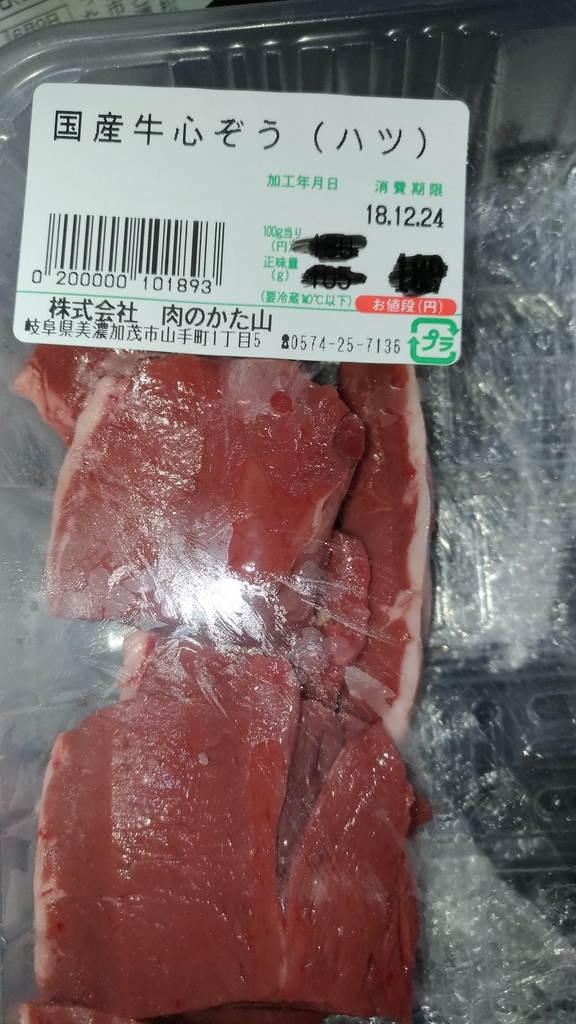 国産牛心ぞう（ハツ）
加工年月日 消費期限
18.12.24
100g当り
(円)
正味量
(g)
(要冷蔵10℃以下) お値段(円)
0 200000 101893
株式会社 肉のかた山
岐阜県美濃加茂市山手町1丁目5 ☎0574-25-7136
プラ